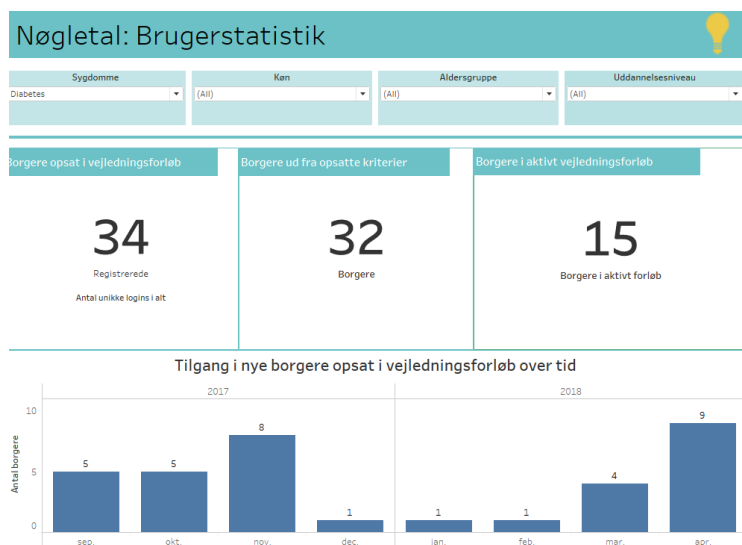 Nøgletal: Brugerstatistik
Sygdomme Køn Aldersgruppe Uddannelsesniveau
Diabetes (All) (All) (All)
Borgere opsat i vejledningsforløb Borgere ud fra opsatte kriterier Borgere i aktivt vejledningsforløb
34 32 15
Registrerede Borgere Borgere i aktivt forløb
Antal unikke logins i alt
Tilgang i nye borgere opsat i vejledningsforløb over tid
2017 2018
Antal borgere
10
5
0
5 5 8 1 1 1 4 9
sep. okt. nov. dec. jan. feb. mar. apr.